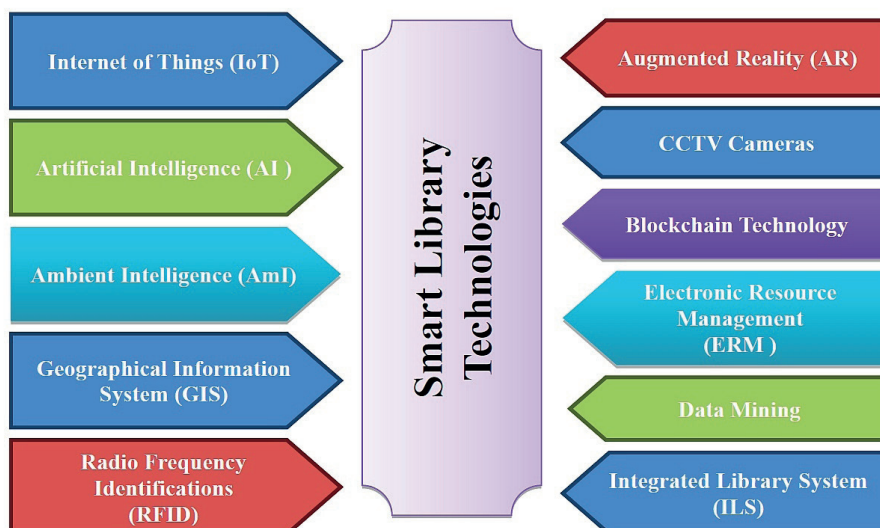 Internet of Things (IoT)
Artificial Intelligence (AI )
Ambient Intelligence (AmI)
Geographical Information
System (GIS)
Radio Frequency
Identifications
(RFID)
Smart Library
Technologies
Augmented Reality (AR)
CCTV Cameras
Blockchain Technology
Electronic Resource
Management
(ERM )
Data Mining
Integrated Library System
(ILS)